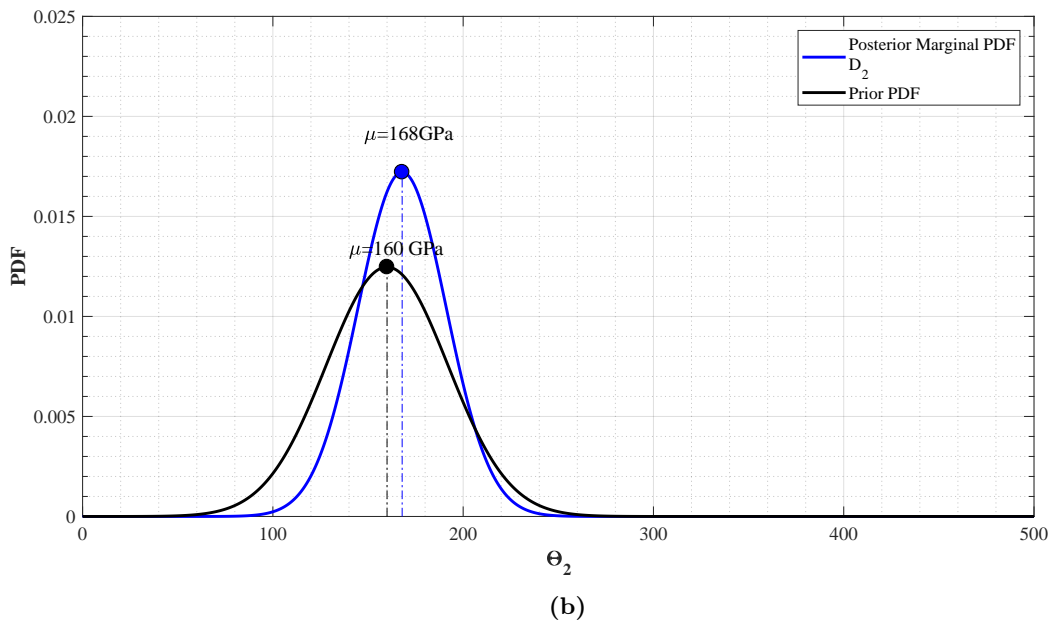 0.025
Posterior Marginal PDF
D2
Prior PDF
0.02
μ=168GPa
0.015
μ=160 GPa
PDF
0.01
0.005
0
0 100 200 300 400 500
Θ2
(b)